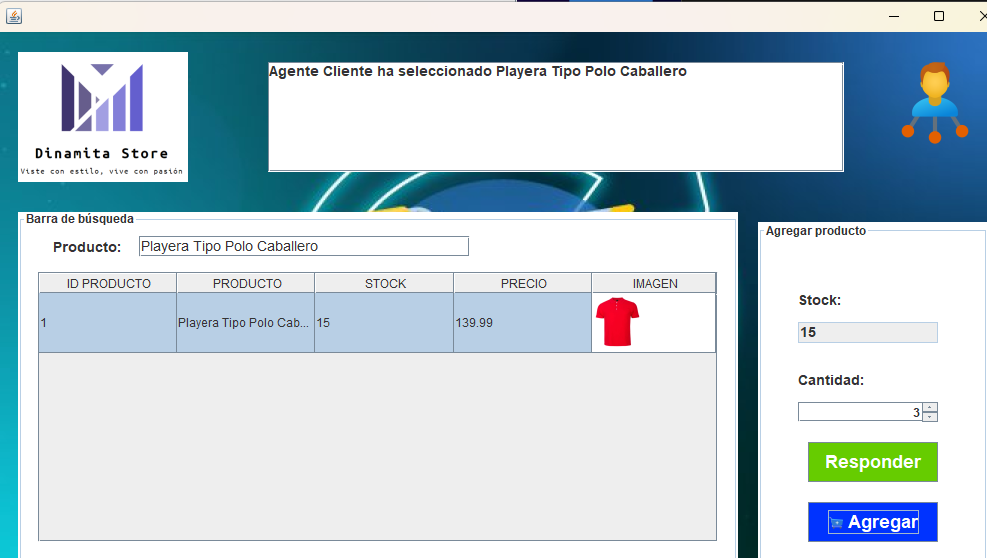 Dinamita Store
Viste con estilo, vive con pasión
Agente Cliente ha seleccionado Playera Tipo Polo Caballero
Barra de búsqueda
Producto: Playera Tipo Polo Caballero
ID PRODUCTO PRODUCTO STOCK PRECIO IMAGEN
1 Playera Tipo Polo Cab... 15 139.99
Agregar producto
Stock:
15
Cantidad:
3
Responder
Agregar